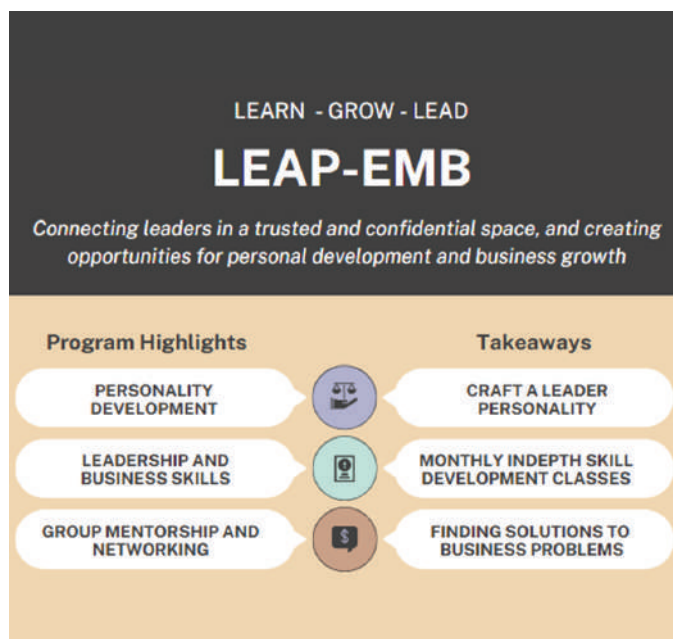 LEARN - GROW - LEAD
LEAP-EMB
Connecting leaders in a trusted and confidential space, and creating
opportunities for personal development and business growth
Program Highlights
Takeaways
PERSONALITY
DEVELOPMENT
CRAFT A LEADER
PERSONALITY
LEADERSHIP AND
BUSINESS SKILLS
MONTHLY INDEPTH SKILL
DEVELOPMENT CLASSES
GROUP MENTORSHIP AND
NETWORKING
$
FINDING SOLUTIONS TO
BUSINESS PROBLEMS